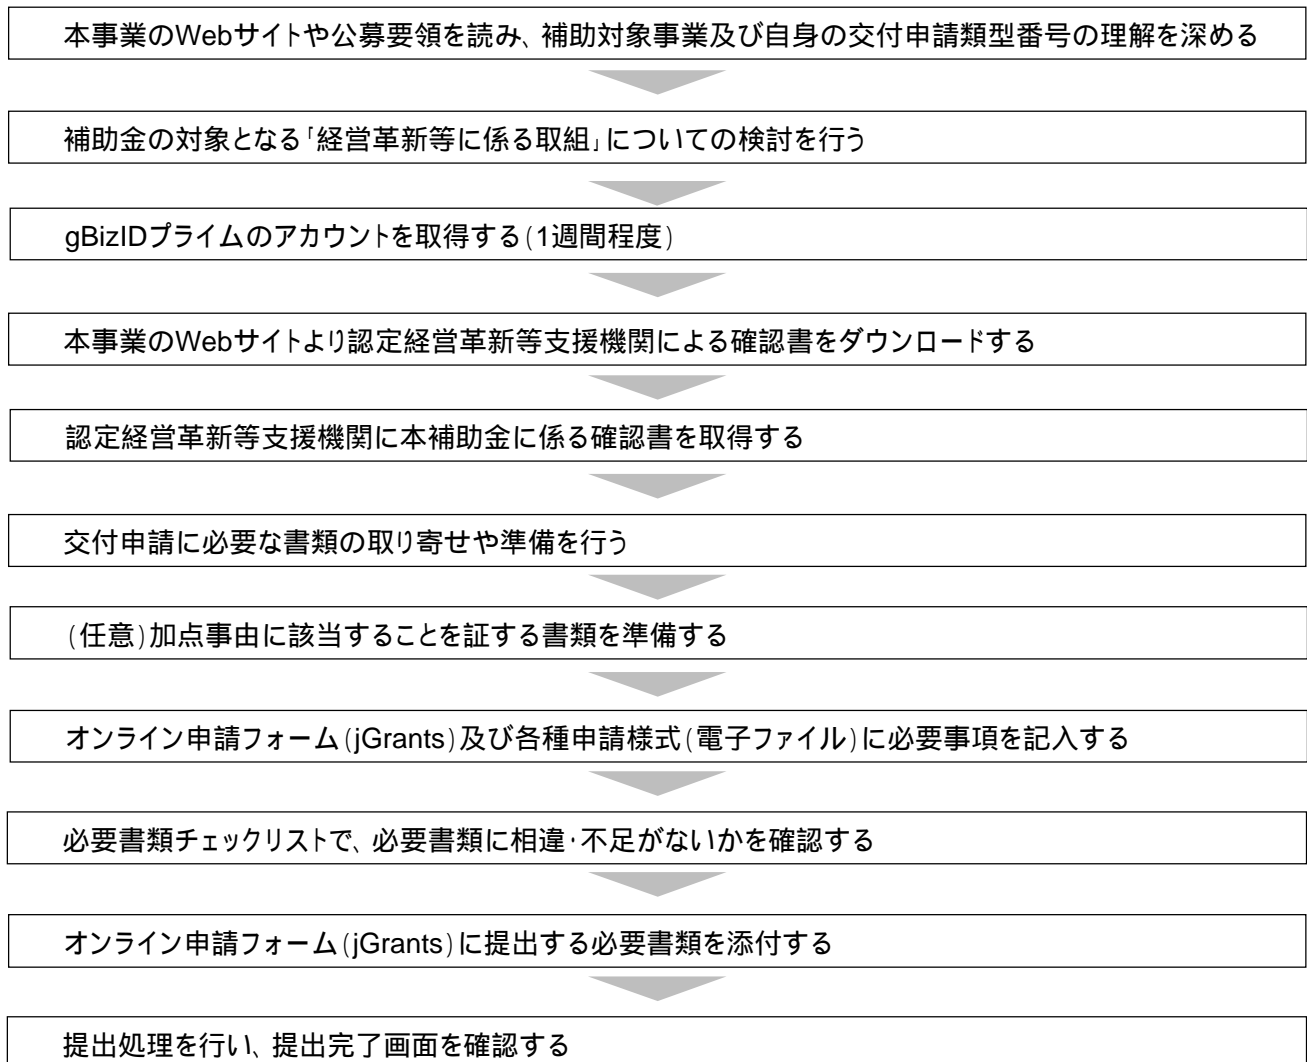 本事業のWebサイトや公募要領を読み、補助対象事業及び自身の交付申請類型番号の理解を深める
補助金の対象となる「経営革新等に係る取組」についての検討を行う
gBizIDプライムのアカウントを取得する(1週間程度)
本事業のWebサイトより認定経営革新等支援機関による確認書をダウンロードする
認定経営革新等支援機関に本補助金に係る確認書を取得する
交付申請に必要な書類の取り寄せや準備を行う
(任意)加点事由に該当することを証する書類を準備する
オンライン申請フォーム(jGrants)及び各種申請様式(電子ファイル)に必要事項を記入する
必要書類チェックリストで、必要書類に相違・不足がないかを確認する
オンライン申請フォーム(jGrants)に提出する必要書類を添付する
提出処理を行い、提出完了画面を確認する